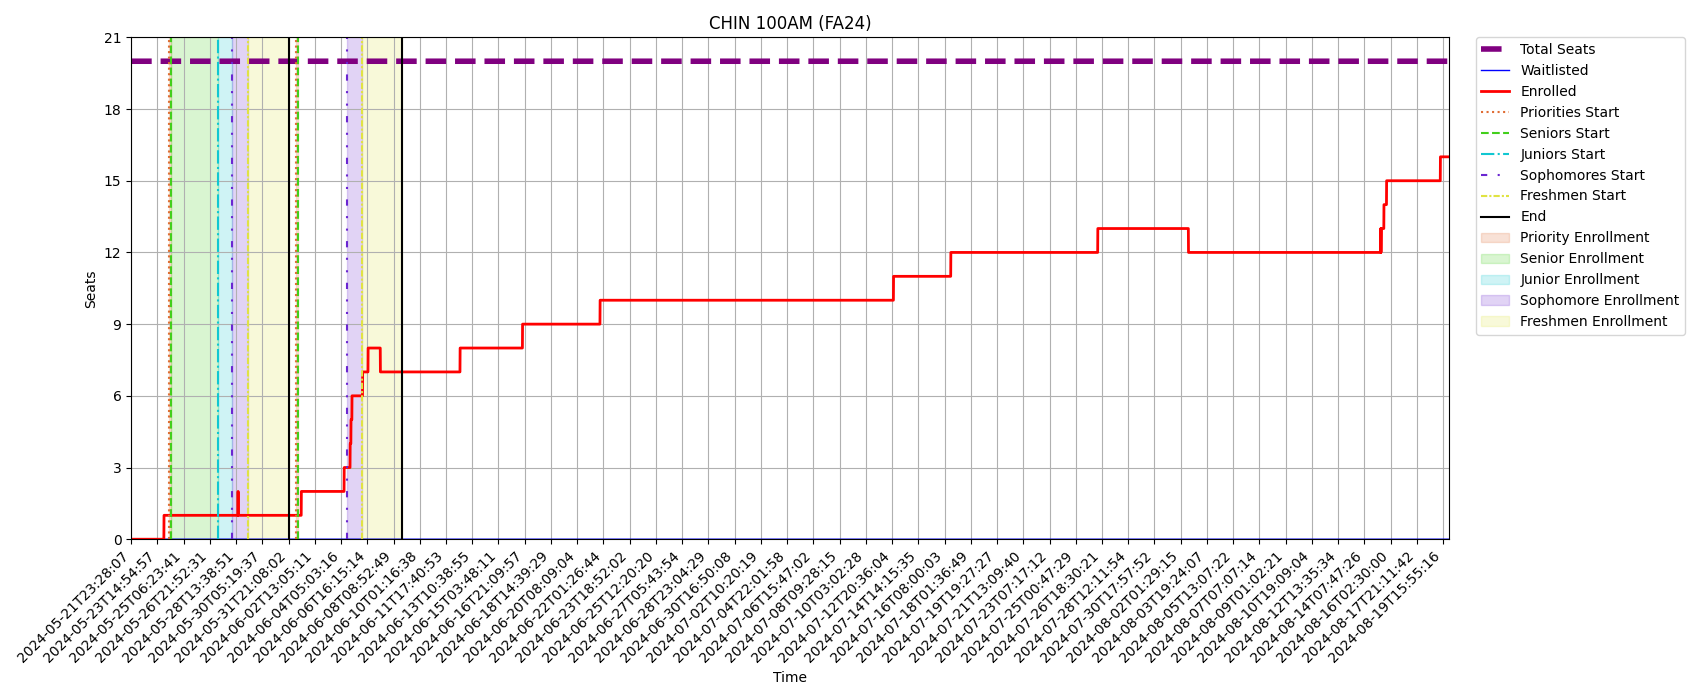 CHIN 100AM (FA24)
Seats
21
18
15
12
9
6
3
0
2024-05-21T23:28:07
2024-05-23T14:54:57
2024-05-25T06:23:41
2024-05-26T21:52:31
2024-05-28T13:38:51
2024-05-30T05:19:37
2024-05-31T21:08:02
2024-06-02T13:05:11
2024-06-04T05:03:16
2024-06-06T16:15:14
2024-06-08T08:52:49
2024-06-10T01:16:38
2024-06-11T17:40:53
2024-06-13T10:38:55
2024-06-15T03:48:11
2024-06-16T21:09:57
2024-06-18T14:39:29
2024-06-20T08:09:04
2024-06-22T01:26:44
2024-06-23T18:52:02
2024-06-25T12:20:20
2024-06-27T05:43:54
2024-06-28T23:04:29
2024-06-30T16:50:08
2024-07-02T10:20:19
2024-07-04T22:01:58
2024-07-06T15:47:02
2024-07-08T09:28:15
2024-07-10T03:02:28
2024-07-12T20:36:04
2024-07-14T14:15:35
2024-07-16T08:00:03
2024-07-18T01:36:49
2024-07-19T19:27:27
2024-07-21T13:09:40
2024-07-23T07:17:12
2024-07-25T00:47:29
2024-07-26T18:30:21
2024-07-28T12:11:54
2024-07-30T17:57:52
2024-08-02T01:29:15
2024-08-03T19:24:07
2024-08-05T13:07:22
2024-08-07T07:07:14
2024-08-09T01:02:21
2024-08-10T19:09:04
2024-08-12T13:35:34
2024-08-14T07:47:26
2024-08-16T02:30:00
2024-08-17T21:11:42
2024-08-19T15:55:16
Time
Total Seats
Waitlisted
Enrolled
Priorities Start
Seniors Start
Juniors Start
Sophomores Start
Freshmen Start
End
Priority Enrollment
Senior Enrollment
Junior Enrollment
Sophomore Enrollment
Freshmen Enrollment